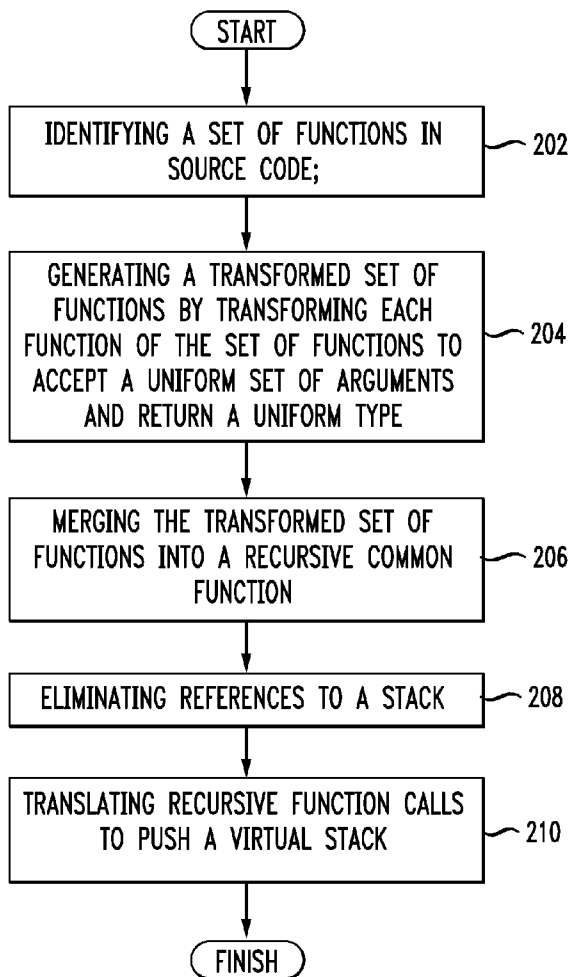 START
IDENTIFYING A SET OF FUNCTIONS IN
SOURCE CODE;
202
GENERATING A TRANSFORMED SET OF
FUNCTIONS BY TRANSFORMING EACH
FUNCTION OF THE SET OF FUNCTIONS TO
ACCEPT A UNIFORM SET OF ARGUMENTS
AND RETURN A UNIFORM TYPE
204
MERGING THE TRANSFORMED SET OF
FUNCTIONS INTO A RECURSIVE COMMON
FUNCTION
206
ELIMINATING REFERENCES TO A STACK
208
TRANSLATING RECURSIVE FUNCTION CALLS
TO PUSH A VIRTUAL STACK
210
FINISH